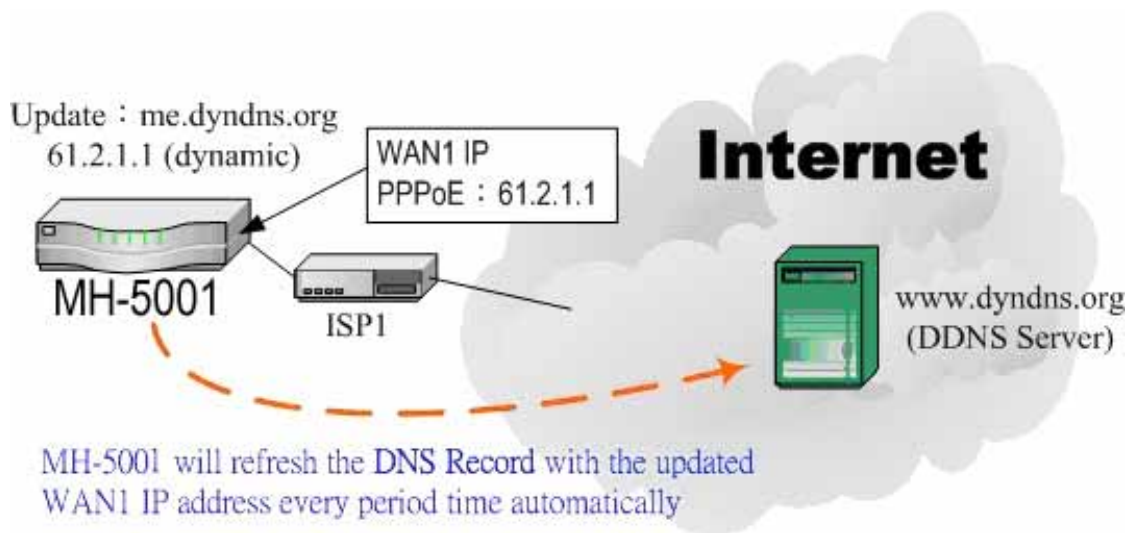 Update：me.dyndns.org
61.2.1.1 (dynamic)
WAN1 IP
PPPoE：61.2.1.1
Internet
MH-5001
ISP1
www.dyndns.org
(DDNS Server)
MH-5001 will refresh the DNS Record with the updated
WAN1 IP address every period time automatically